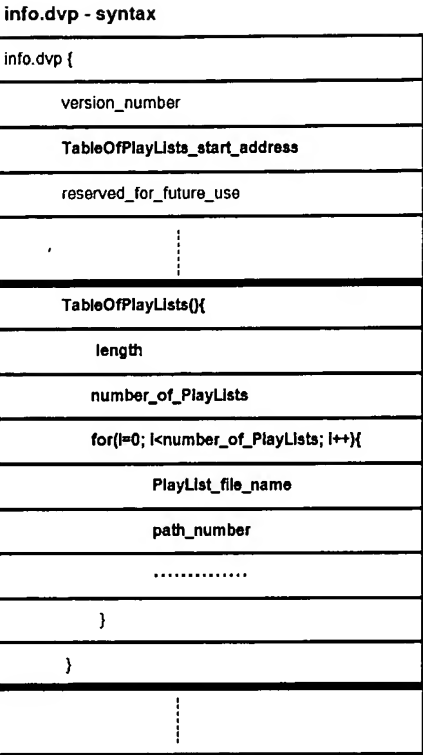 info.dvp - syntax
info.dvp {
version_number
TableOfPlayLists_start_address
reserved_for_future_use
TableOfPlayLists(){
length
number_of_PlayLists
for(i=0; i<number_of_PlayLists; i++){
PlayList_file_name
path_number
..............
}
}